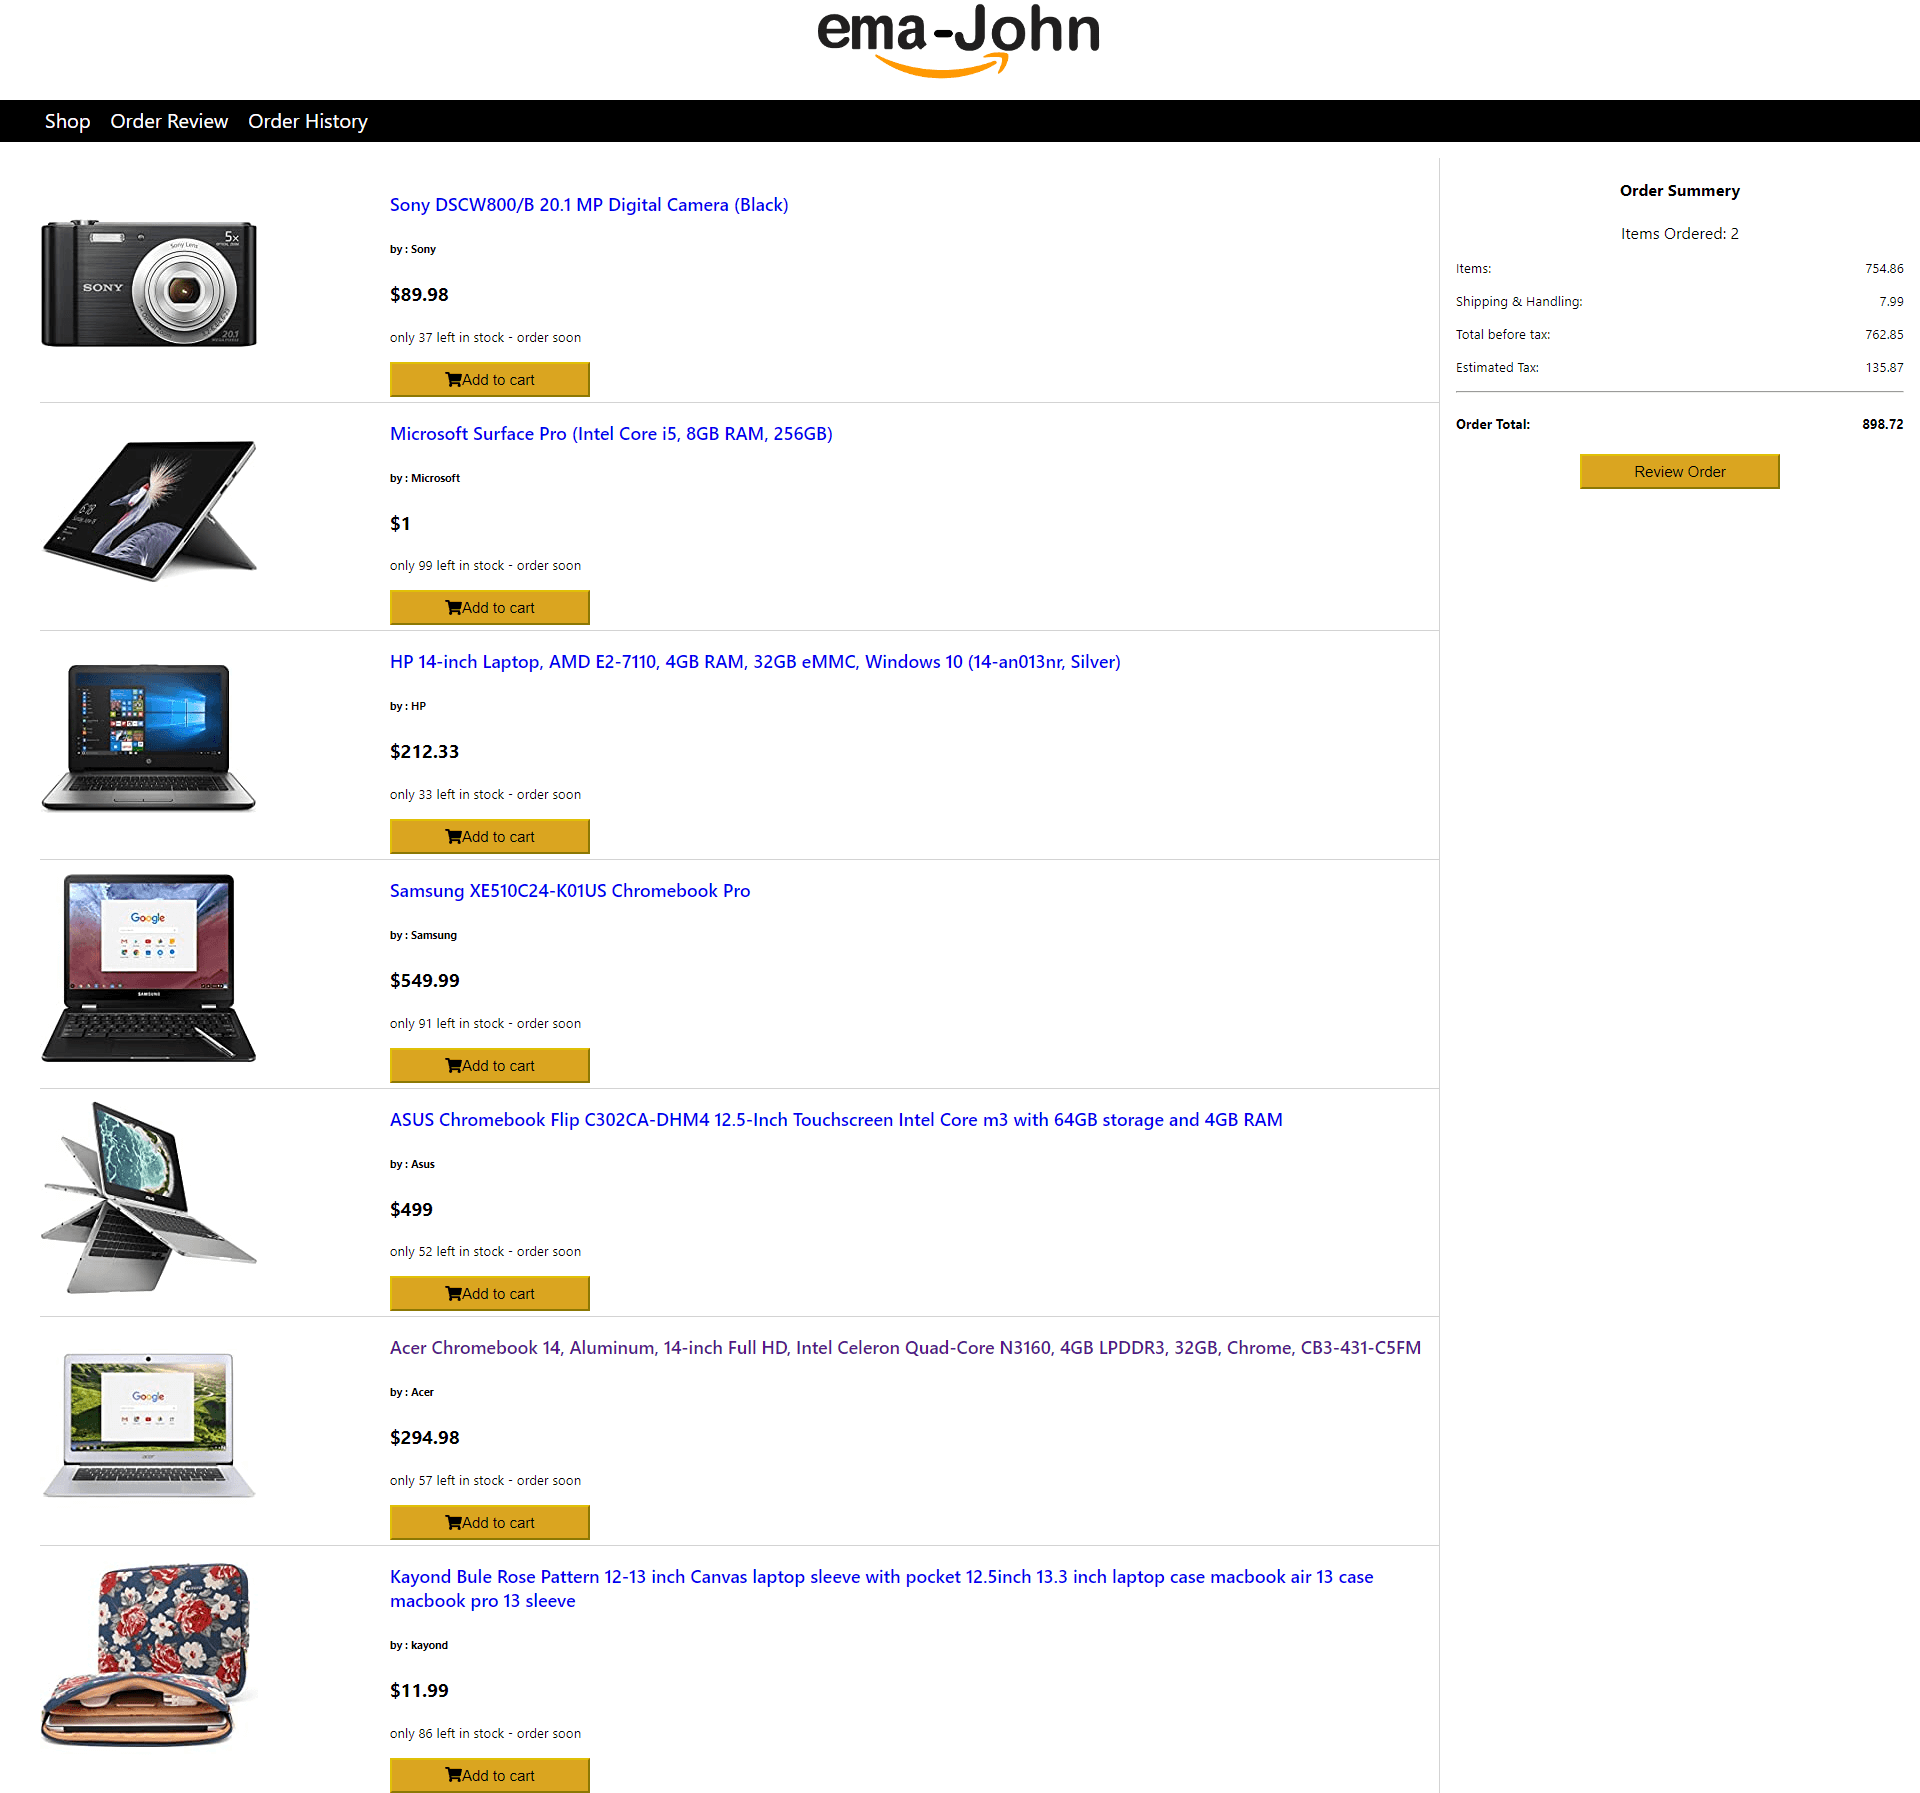 ema-John
Shop Order Review Order History
Sony DSCW800/B 20.1 MP Digital Camera (Black)
by : Sony
$89.98
only 37 left in stock - order soon
Add to cart
SONY
Sony Lens
5x
20.1
Microsoft Surface Pro (Intel Core i5, 8GB RAM, 256GB)
by : Microsoft
$1
only 99 left in stock - order soon
Add to cart
6:18
HP 14-inch Laptop, AMD E2-7110, 4GB RAM, 32GB eMMC, Windows 10 (14-an013nr, Silver)
by : HP
$212.33
only 33 left in stock - order soon
Add to cart
Samsung XE510C24-K01US Chromebook Pro
by : Samsung
$549.99
only 91 left in stock - order soon
Add to cart
Google
SAMSUNG
ASUS Chromebook Flip C302CA-DHM4 12.5-Inch Touchscreen Intel Core m3 with 64GB storage and 4GB RAM
by : Asus
$499
only 52 left in stock - order soon
Add to cart
Acer Chromebook 14, Aluminum, 14-inch Full HD, Intel Celeron Quad-Core N3160, 4GB LPDDR3, 32GB, Chrome, CB3-431-C5FM
by : Acer
$294.98
only 57 left in stock - order soon
Add to cart
Google
acer
Kayond Bule Rose Pattern 12-13 inch Canvas laptop sleeve with pocket 12.5inch 13.3 inch laptop case macbook air 13 case
macbook pro 13 sleeve
by : kayond
$11.99
only 86 left in stock - order soon
Add to cart
Order Summery
Items Ordered: 2
Items: 754.86
Shipping & Handling: 7.99
Total before tax: 762.85
Estimated Tax: 135.87
Order Total: 898.72
Review Order